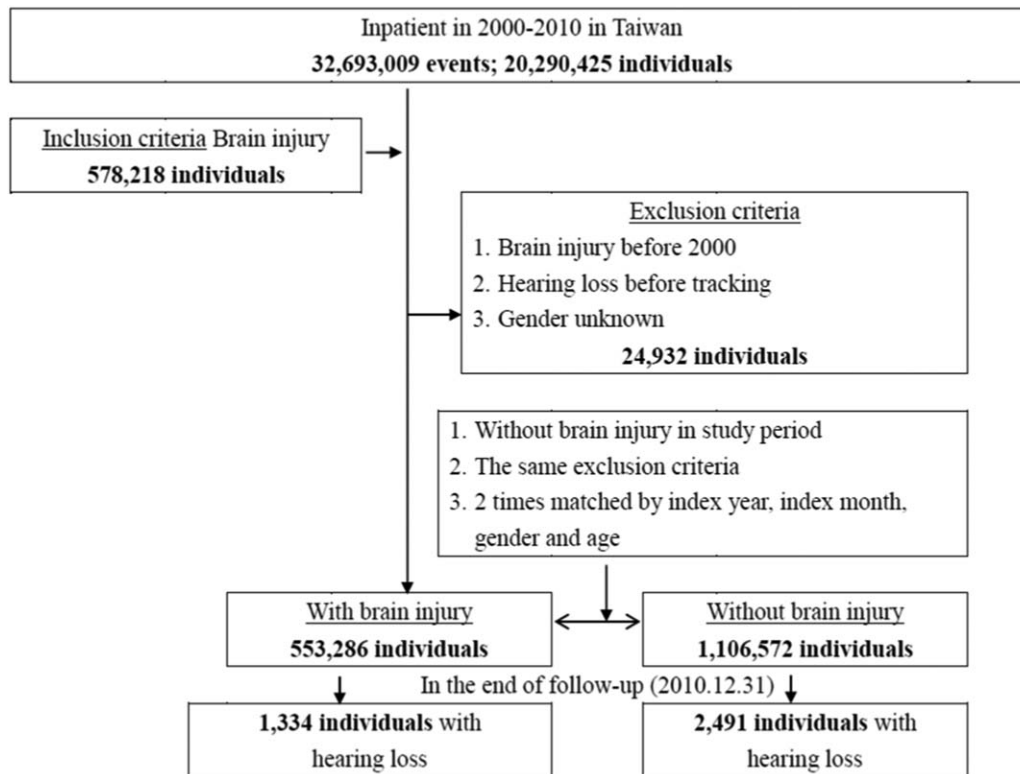 Inpatient in 2000-2010 in Taiwan
32,693,009 events; 20,290,425 individuals
Inclusion criteria Brain injury
578,218 individuals
Exclusion criteria
1. Brain injury before 2000
2. Hearing loss before tracking
3. Gender unknown
24,932 individuals
1. Without brain injury in study period
2. The same exclusion criteria
3. 2 times matched by index year, index month,
gender and age
With brain injury
553,286 individuals
Without brain injury
1,106,572 individuals
In the end of follow-up (2010.12.31)
1,334 individuals with
hearing loss
2,491 individuals with
hearing loss